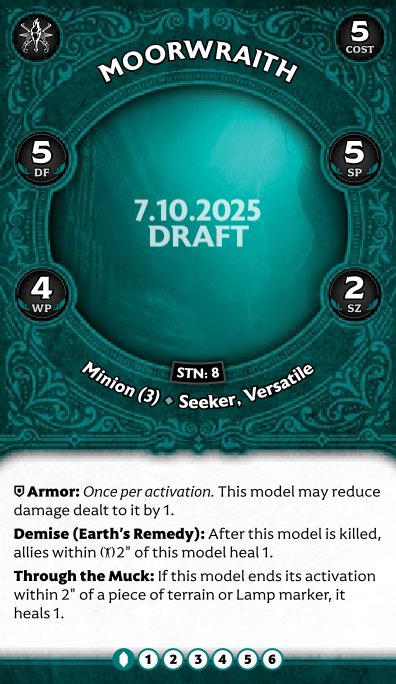 5
COST
MOORWRAITH
5
DF
5
SP
7.10.2025
DRAFT
4
WP
2
SZ
STN: 8
Minion (3) ◆ Seeker, Versatile
Armor: Once per activation. This model may reduce
damage dealt to it by 1.
Demise (Earth's Remedy): After this model is killed,
allies within 2" of this model heal 1.
Through the Muck: If this model ends its activation
within 2" of a piece of terrain or Lamp marker, it
heals 1.
1 2 3 4 5 6